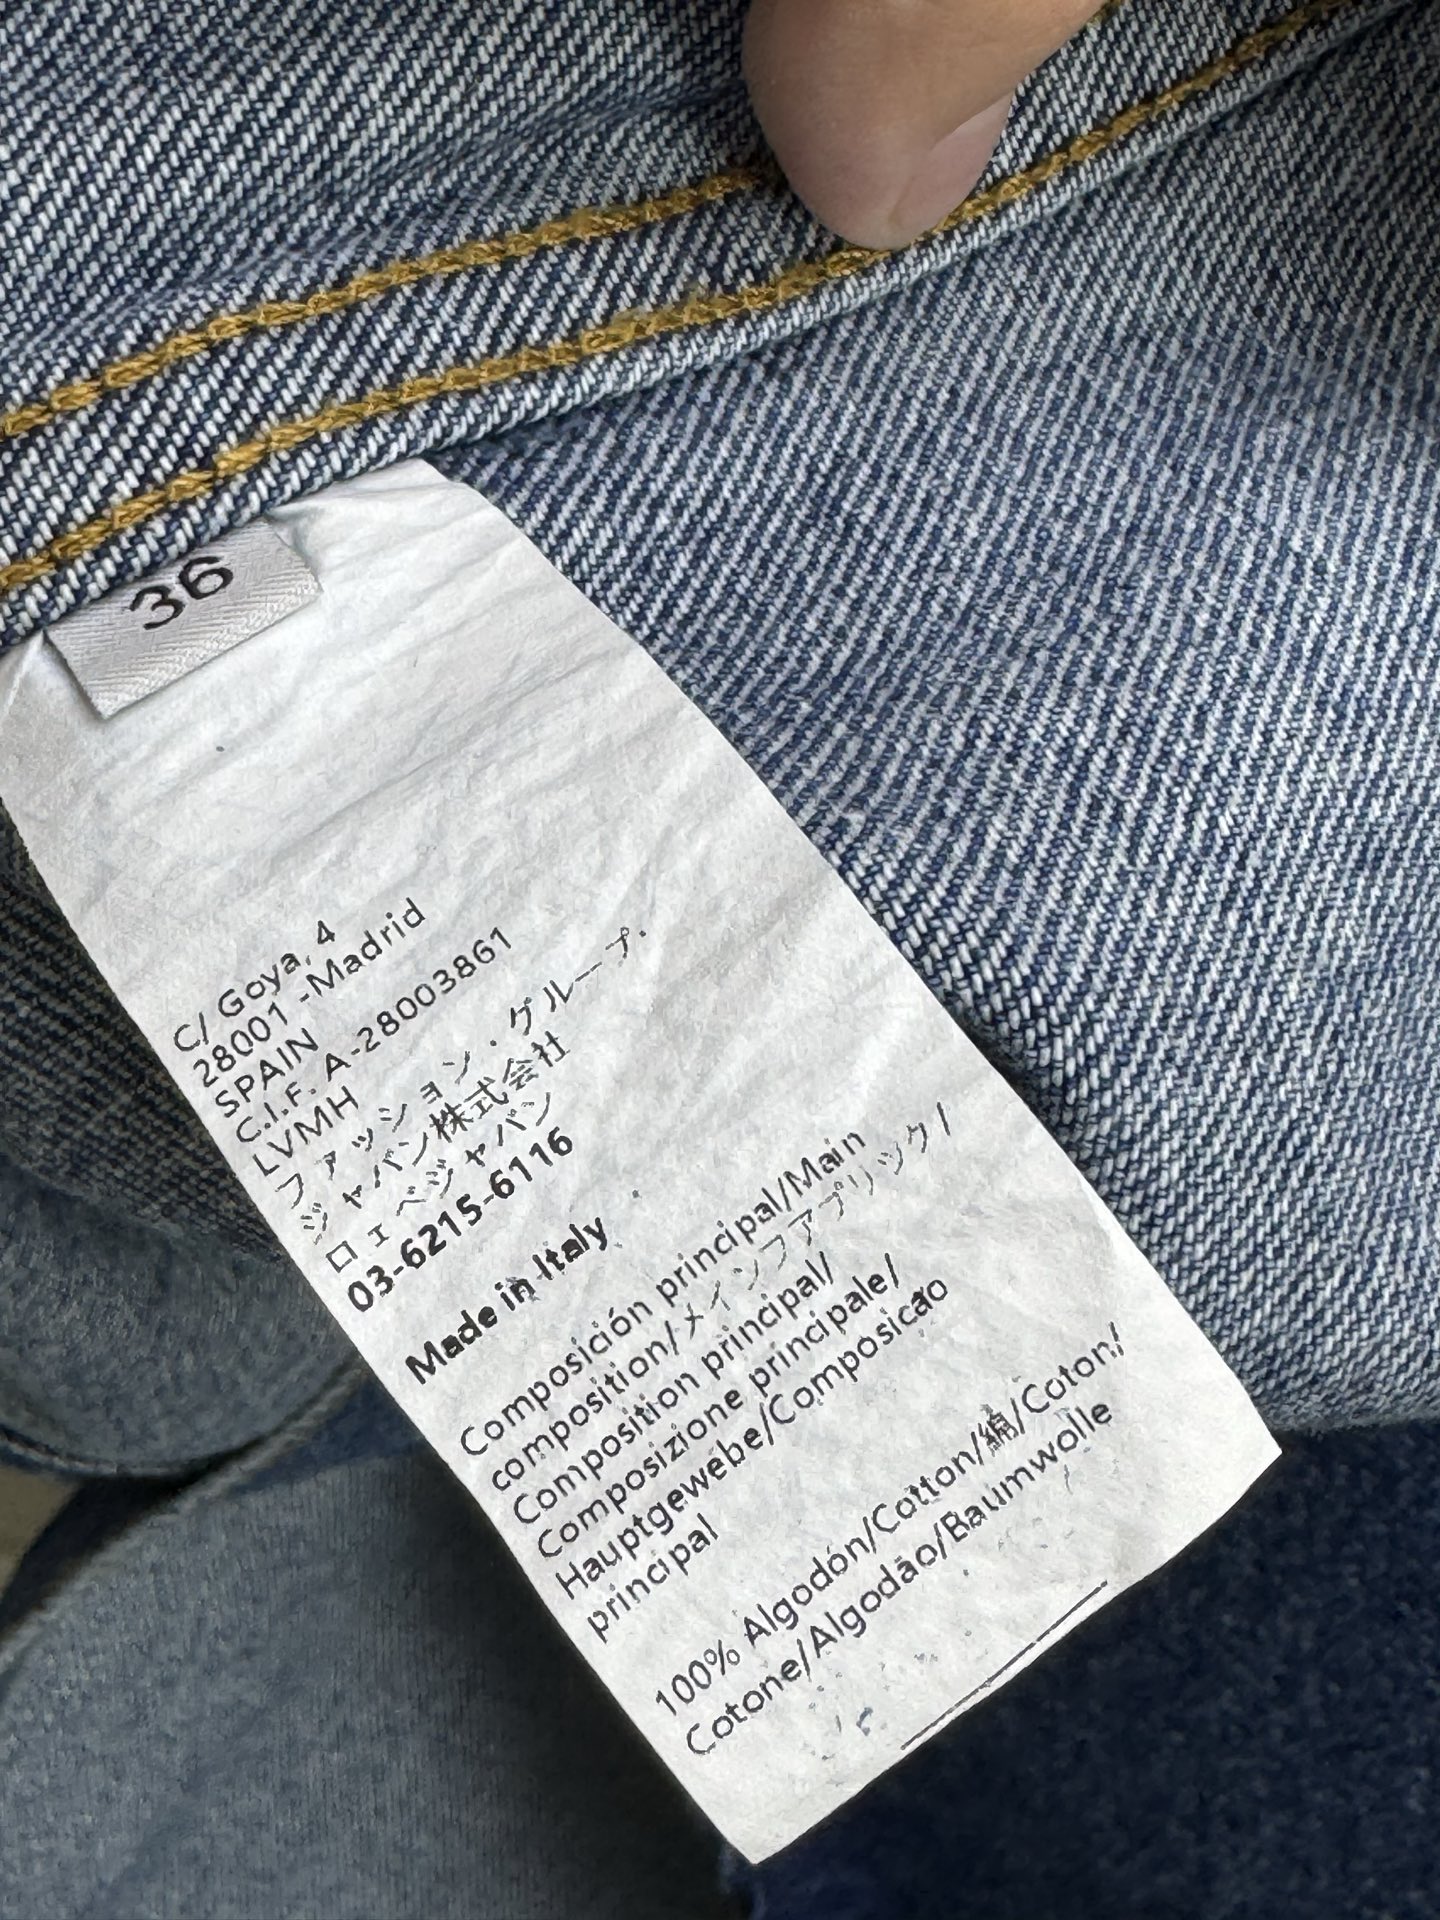 36
C/ Goya, 4
28001 -Madrid
SPAIN
C.I.F. A-28003861
LVMH
ファッション・グループ・
ジャパン株式会社
ロエベジャパン
03-6215-6116
Made in Italy
Composición principal/Main
composition/メインファブリック/
Composition principal/
Composizione principale/
Hauptgewebe/Composicão
principal
100% Algodón/Cotton/綿/Coton/
Cotone/Algodão/Baumwolle